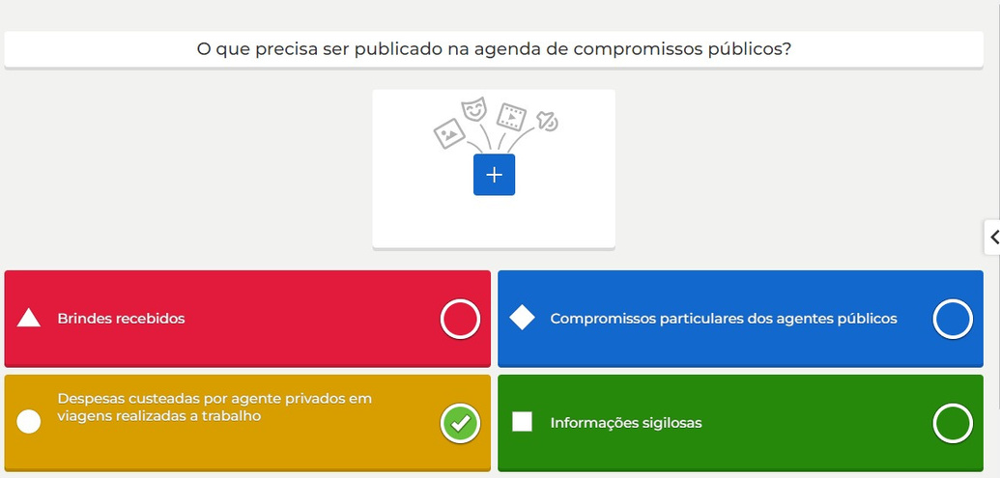 O que precisa ser publicado na agenda de compromissos públicos?
Brindes recebidos
Compromissos particulares dos agentes públicos
Despesas custeadas por agente privados em
viagens realizadas a trabalho
Informações sigilosas